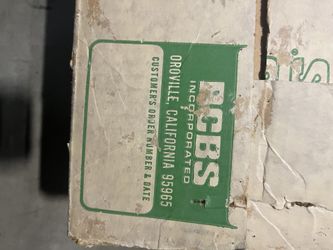 RCBS
INCORPORATED
OROVILLE, CALIFORNIA 95965
CUSTOMER'S ORDER NUMBER & DATE